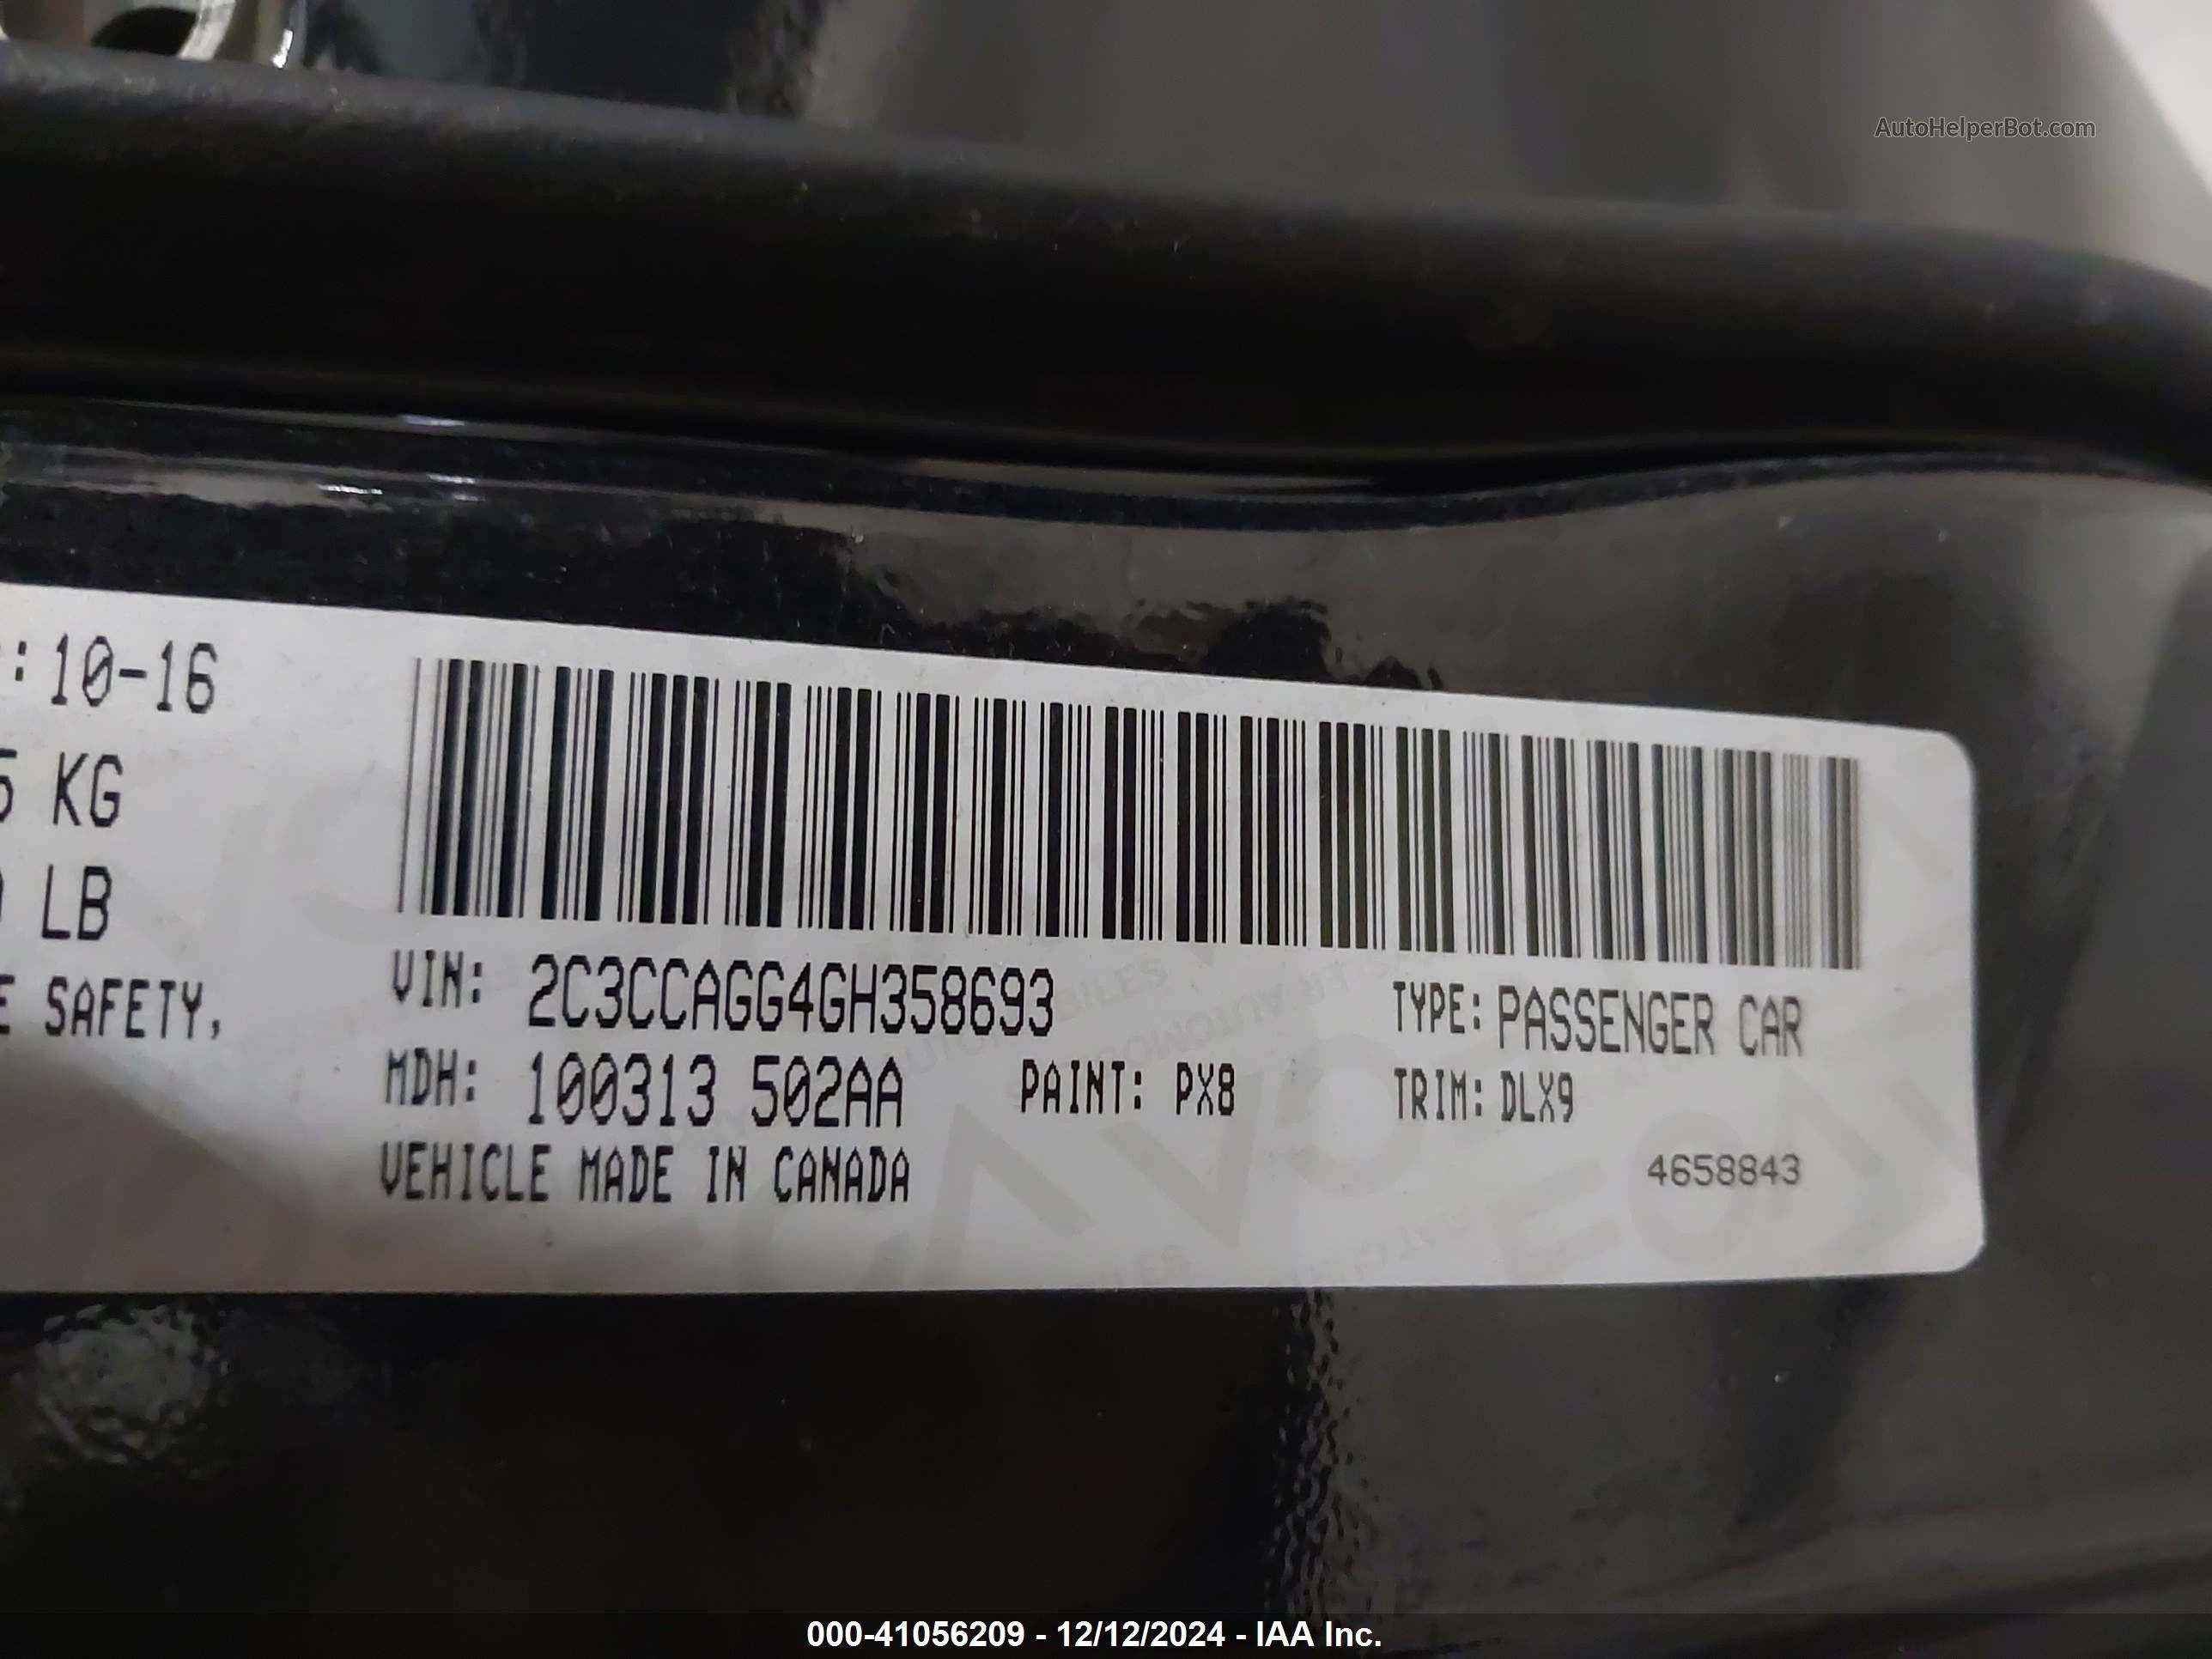 AutoHelperBot.com
:10-16
5 KG
LB
E SAFETY,
VIN: 2C3CCAGG4GH358693
TYPE: PASSENGER CAR
MDH: 100313 502AA
PAINT: PX8
TRIM: DLX9
VEHICLE MADE IN CANADA
4658843
000-41056209 - 12/12/2024 - IAA Inc.